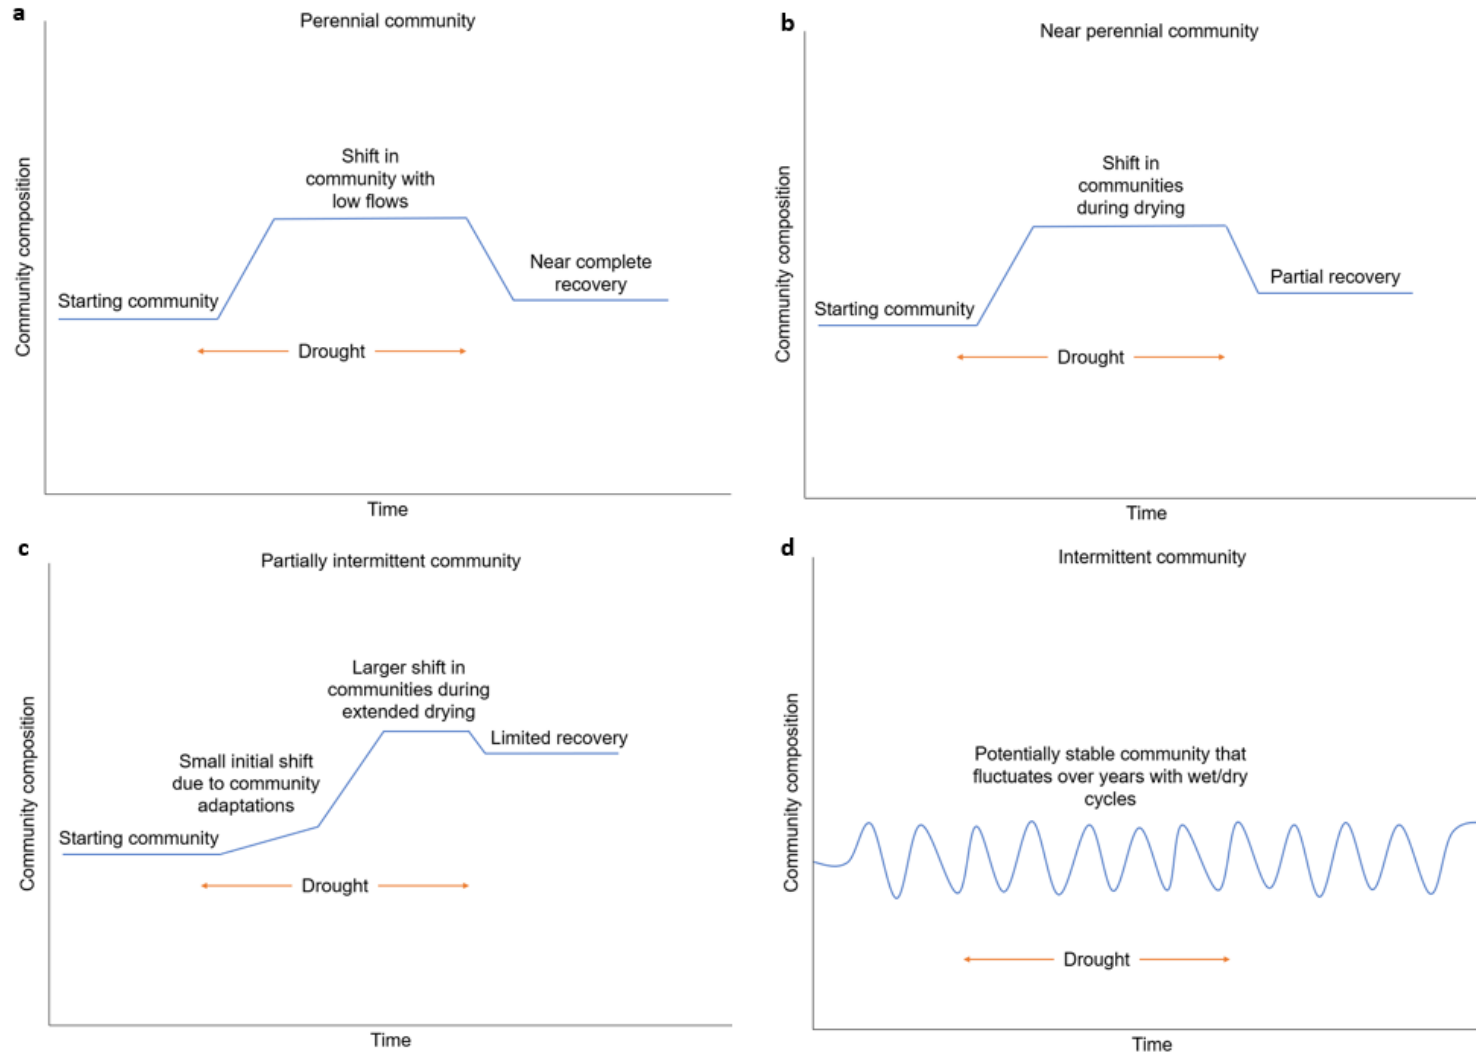 a
Perennial community
Community composition
Shift in
community with
low flows
Near complete
recovery
Starting community
Drought
Time
b
Near perennial community
Community composition
Shift in
communities
during drying
Partial recovery
Starting community
Drought
Time
c
Partially intermittent community
Community composition
Larger shift in
communities during
extended drying
Limited recovery
Small initial shift
due to community
adaptations
Starting community
Drought
Time
d
Intermittent community
Community composition
Potentially stable community that
fluctuates over years with wet/dry
cycles
Drought
Time